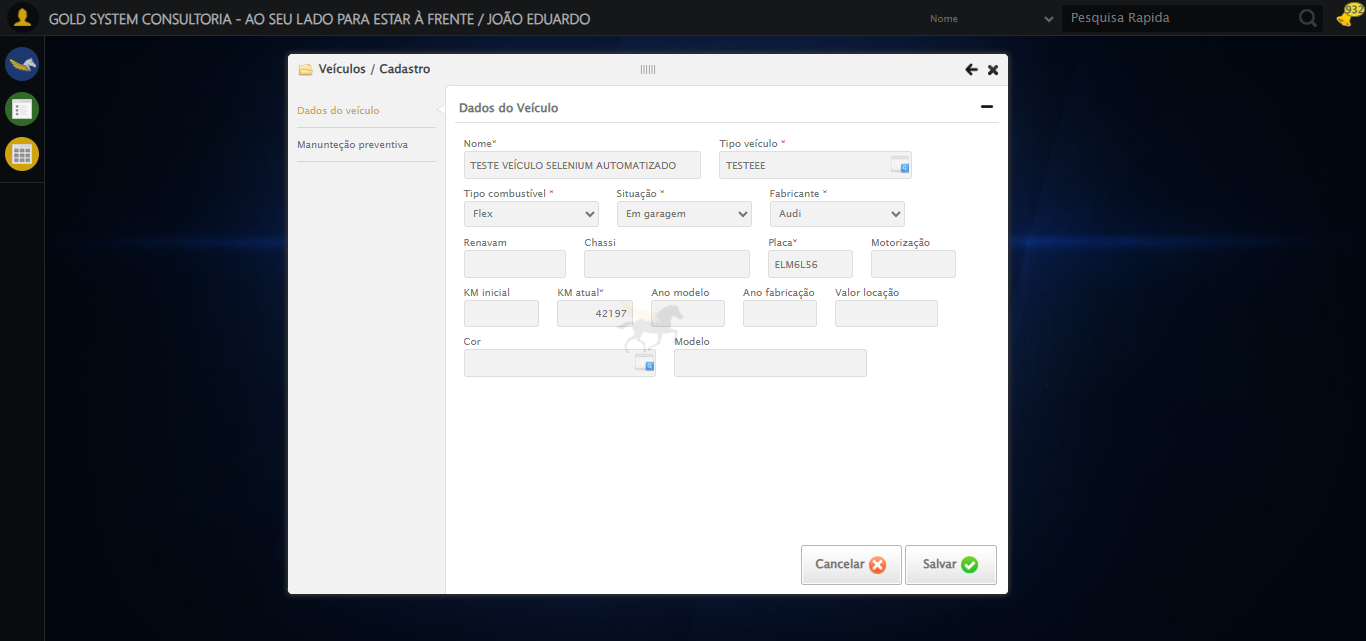 GOLD SYSTEM CONSULTORIA - AO SEU LADO PARA ESTAR À FRENTE / JOÃO EDUARDO
Nome
Pesquisa Rapida
932
Veículos / Cadastro
Dados do veículo
Manunteção preventiva
Dados do Veículo
Nome*
Tipo veículo *
TESTE VEÍCULO SELENIUM AUTOMATIZADO
TESTEEE
Tipo combustível *
Situação *
Fabricante *
Flex
Em garagem
Audi
Renavam
Chassi
Placa*
Motorização
ELM6L56
KM inicial
KM atual*
Ano modelo
Ano fabricação
Valor locação
42197
Cor
Modelo
Cancelar
Salvar